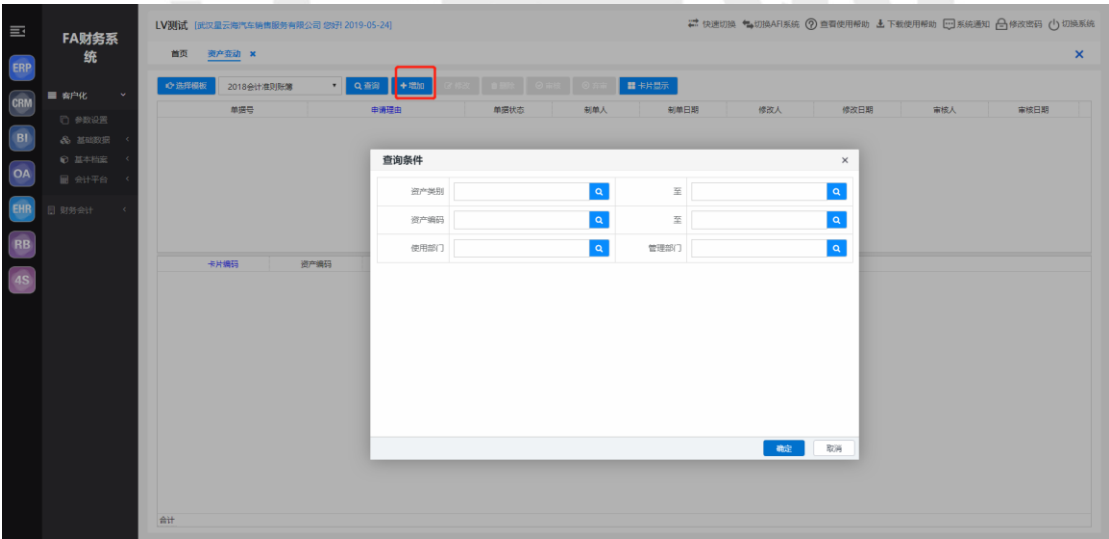 LV测试 [武汉星云海汽车销售服务有限公司 您好! 2019-05-24]
快速切换 切换AFI系统 查看使用帮助 下载使用帮助 系统通知 修改密码 切换系统
FA财务系统
首页 资产变动 ×
ERP
CRM
BI
OA
EHR
RB
4S
客户化
参数设置
基础数据
基本档案
会计平台
财务会计
选择模板 2018会计准则账簿 查询 +增加 修改 删除 卡片显示
单据号 申请理由 单据状态 制单人 制单日期 修改人 修改日期 审核人 审核日期
查询条件 ×
资产类别 至
资产编码 至
使用部门 管理部门
确定 取消
卡片编码 资产编码
合计